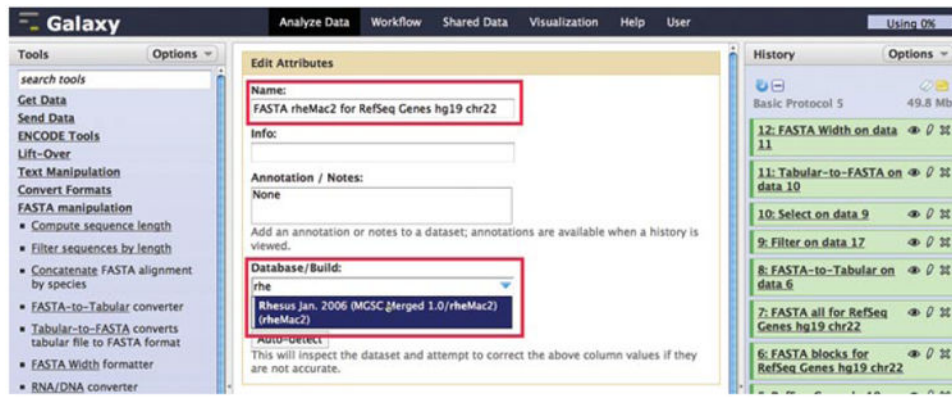 Galaxy
Analyze Data Workflow Shared Data Visualization Help User
Using 0%
Tools
Options
search tools
Get Data
Send Data
ENCODE Tools
Lift-Over
Text Manipulation
Convert Formats
FASTA manipulation
Compute sequence length
Filter sequences by length
Concatenate FASTA alignment
by species
FASTA-to-Tabular converter
Tabular-to-FASTA converts
tabular file to FASTA format
FASTA Width formatter
RNA/DNA converter
Edit Attributes
Name:
FASTA rheMac2 for RefSeq Genes hg19 chr22
Info:
Annotation / Notes:
None
Add an annotation or notes to a dataset; annotations are available when a history is
viewed.
Database/Build:
rhe
Rhesus Jan. 2006 (MGSC Merged 1.0/rheMac2)
(rheMac2)
Auto-detect
This will inspect the dataset and attempt to correct the above column values if they
are not accurate.
History
Options
Basic Protocol 5
49.8 Mb
12: FASTA Width on data
11
11: Tabular-to-FASTA on
data 10
10: Select on data 9
9: Filter on data 17
8: FASTA-to-Tabular on
data 6
7: FASTA all for RefSeq
Genes hg19 chr22
6: FASTA blocks for
RefSeq Genes hg19 chr22